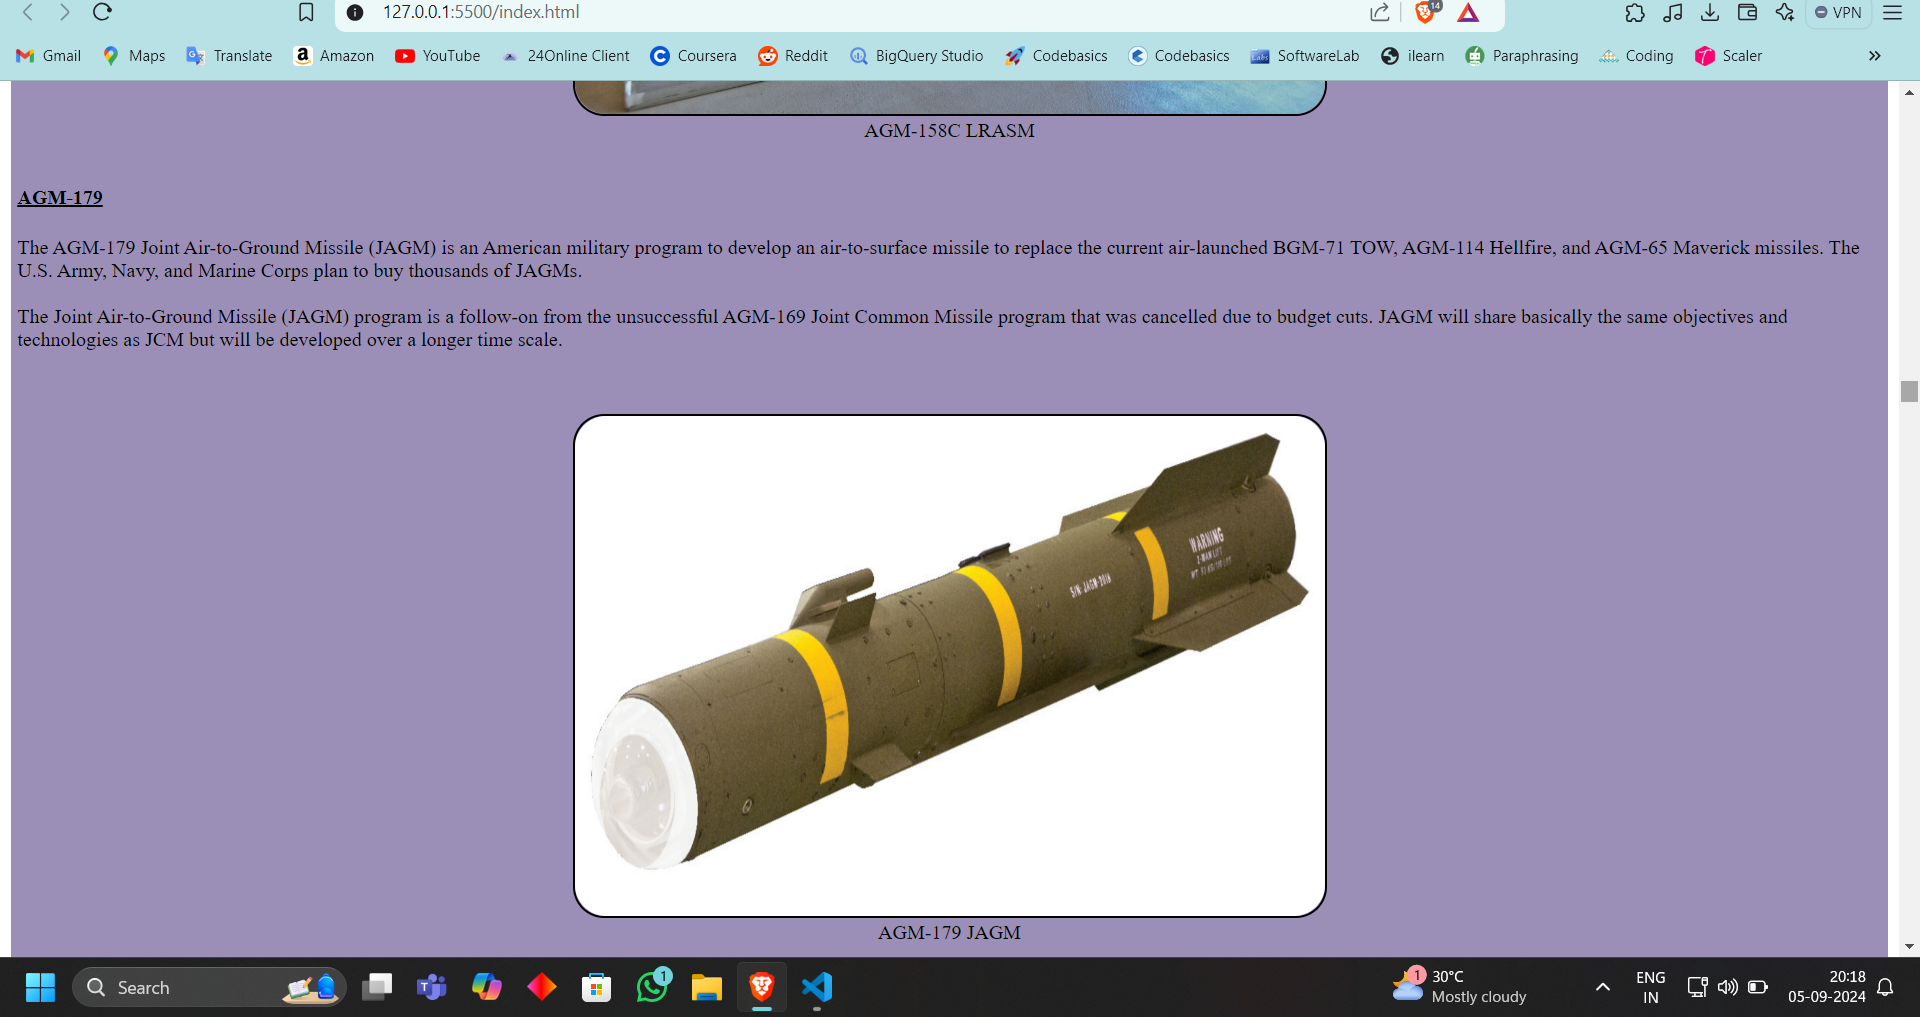 127.0.0.1:5500/index.html
14
VPN
Gmail
Maps
Translate
Amazon
YouTube
24Online Client
Coursera
Reddit
BigQuery Studio
Codebasics
Codebasics
SoftwareLab
ilearn
Paraphrasing
Coding
Scaler
AGM-158C LRASM
AGM-179
The AGM-179 Joint Air-to-Ground Missile (JAGM) is an American military program to develop an air-to-surface missile to replace the current air-launched BGM-71 TOW, AGM-114 Hellfire, and AGM-65 Maverick missiles. The
U.S. Army, Navy, and Marine Corps plan to buy thousands of JAGMs.
The Joint Air-to-Ground Missile (JAGM) program is a follow-on from the unsuccessful AGM-169 Joint Common Missile program that was cancelled due to budget cuts. JAGM will share basically the same objectives and
technologies as JCM but will be developed over a longer time scale.
WARNING
2-MAN LIFT
S/N: JAGM-2018
AGM-179 JAGM
Search
1
1
30°C
Mostly cloudy
ENG
IN
20:18
05-09-2024